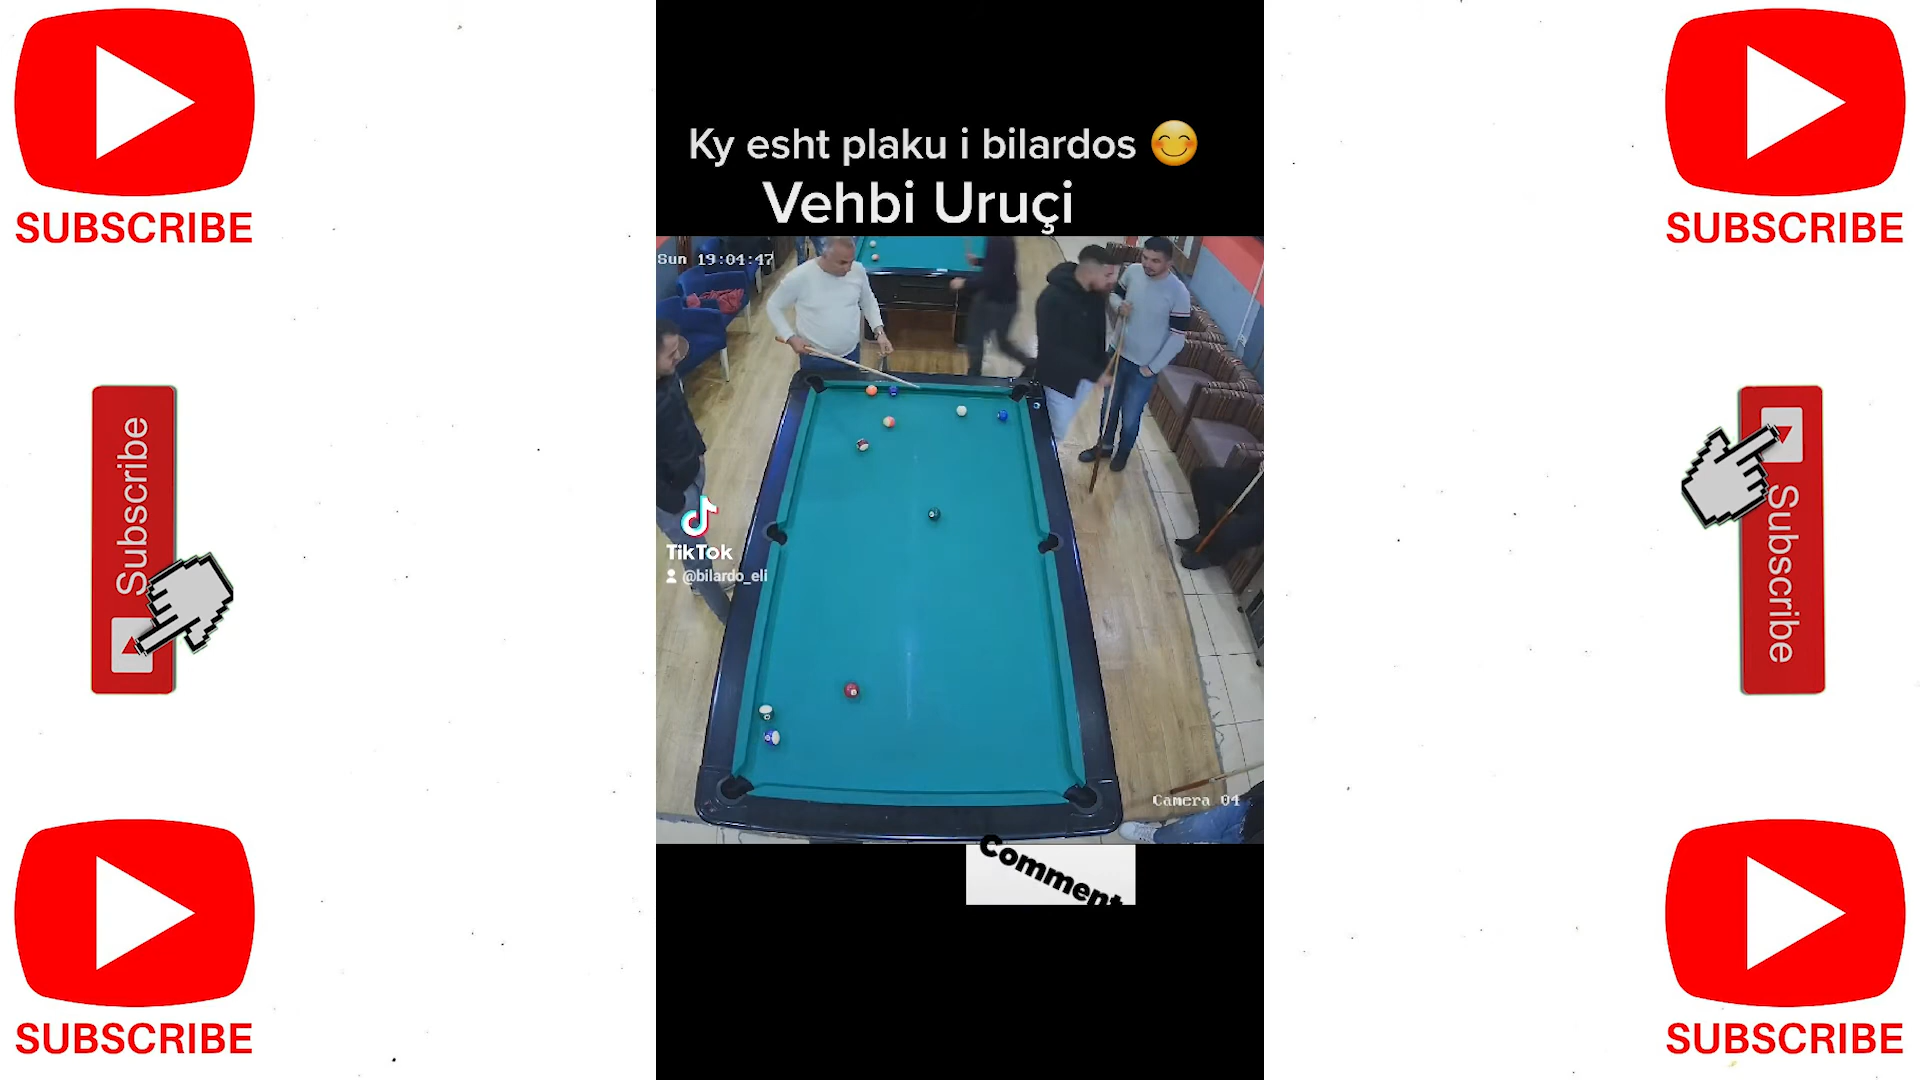 SUBSCRIBE
SUBSCRIBE
Ky esht plaku i bilardos 😊
Vehbi Uruçi
Sun 19:04:47
Subscribe
Subscribe
TikTok
@bilardo_eli
Camera 04
Comment
SUBSCRIBE
SUBSCRIBE